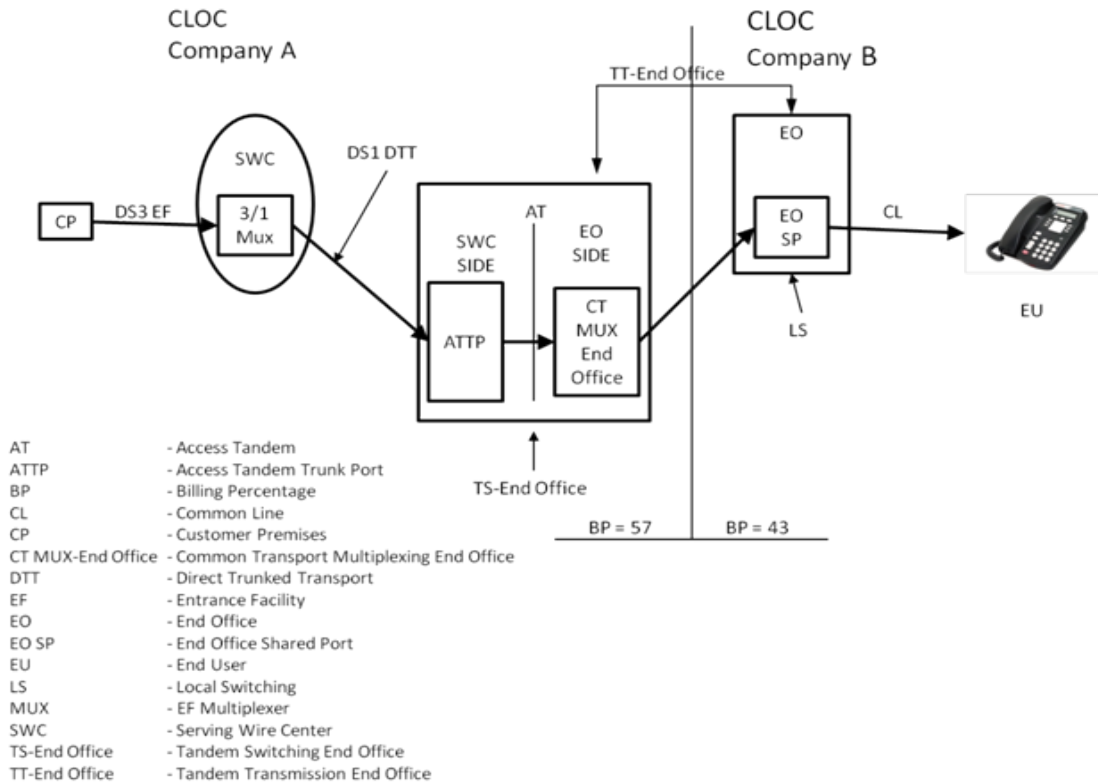 CLOC
Company A
CLOC
Company B
TT-End Office
EO
SWC
DS1 DTT
CP
DS3 EF
3/1
Mux
AT
SWC
SIDE
EO
SIDE
EO
SP
CL
ATTP
CT
MUX
End
Office
LS
EU
TS-End Office
BP = 57
BP = 43
AT - Access Tandem
ATTP - Access Tandem Trunk Port
BP - Billing Percentage
CL - Common Line
CP - Customer Premises
CT MUX-End Office - Common Transport Multiplexing End Office
DTT - Direct Trunked Transport
EF - Entrance Facility
EO - End Office
EO SP - End Office Shared Port
EU - End User
LS - Local Switching
MUX - EF Multiplexer
SWC - Serving Wire Center
TS-End Office - Tandem Switching End Office
TT-End Office - Tandem Transmission End Office